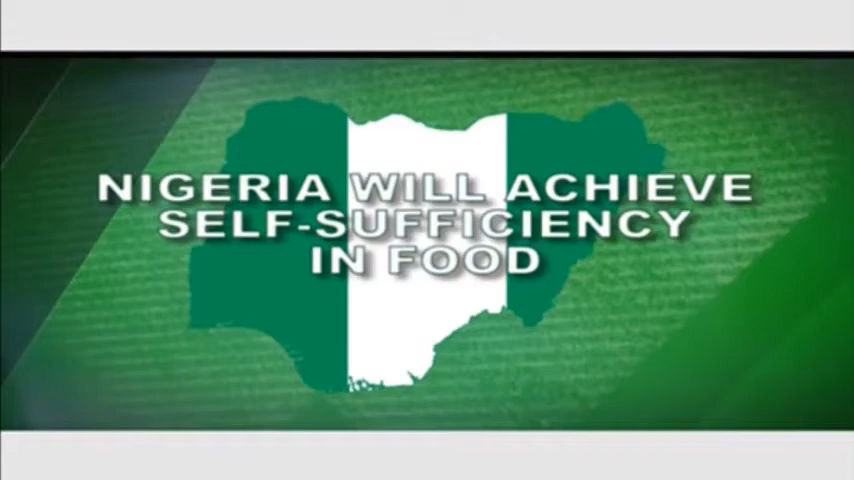 NIGERIA WILL ACHIEVE
SELF-SUFFICIENCY
IN FOOD